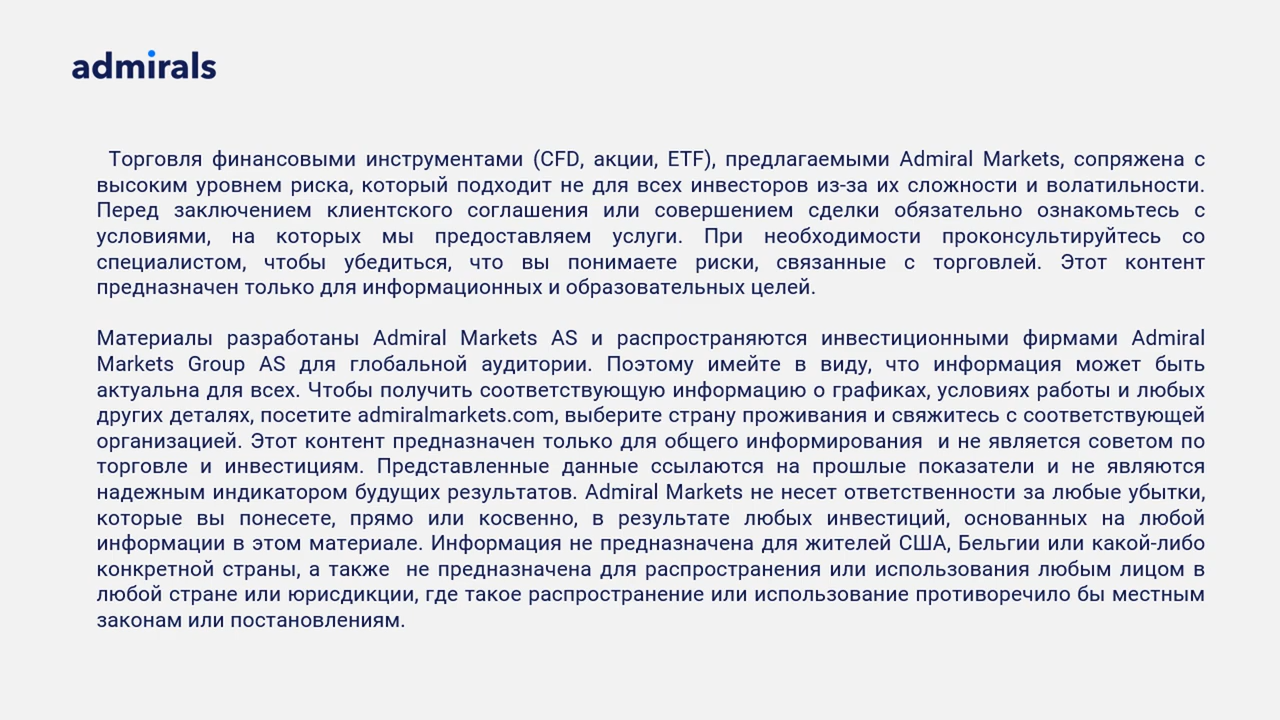 admirals
Торговля финансовыми инструментами (CFD, акции, ETF), предлагаемыми Admiral Markets, сопряжена с
высоким уровнем риска, который подходит не для всех инвесторов из-за их сложности и волатильности.
Перед заключением клиентского соглашения или совершением сделки обязательно ознакомьтесь с
условиями, на которых мы предоставляем услуги. При необходимости проконсультируйтесь со
специалистом, чтобы убедиться, что вы понимаете риски, связанные с торговлей. Этот контент
предназначен только для информационных и образовательных целей.
Материалы разработаны Admiral Markets AS и распространяются инвестиционными фирмами Admiral
Markets Group AS для глобальной аудитории. Поэтому имейте в виду, что информация может быть
актуальна для всех. Чтобы получить соответствующую информацию о графиках, условиях работы и любых
других деталях, посетите admiralmarkets.com, выберите страну проживания и свяжитесь с соответствующей
организацией. Этот контент предназначен только для общего информирования и не является советом по
торговле и инвестициям. Представленные данные ссылаются на прошлые показатели и не являются
надежным индикатором будущих результатов. Admiral Markets не несет ответственности за любые убытки,
которые вы понесете, прямо или косвенно, в результате любых инвестиций, основанных на любой
информации в этом материале. Информация не предназначена для жителей США, Бельгии или какой-либо
конкретной страны, а также не предназначена для распространения или использования любым лицом в
любой стране или юрисдикции, где такое распространение или использование противоречило бы местным
законам или постановлениям.